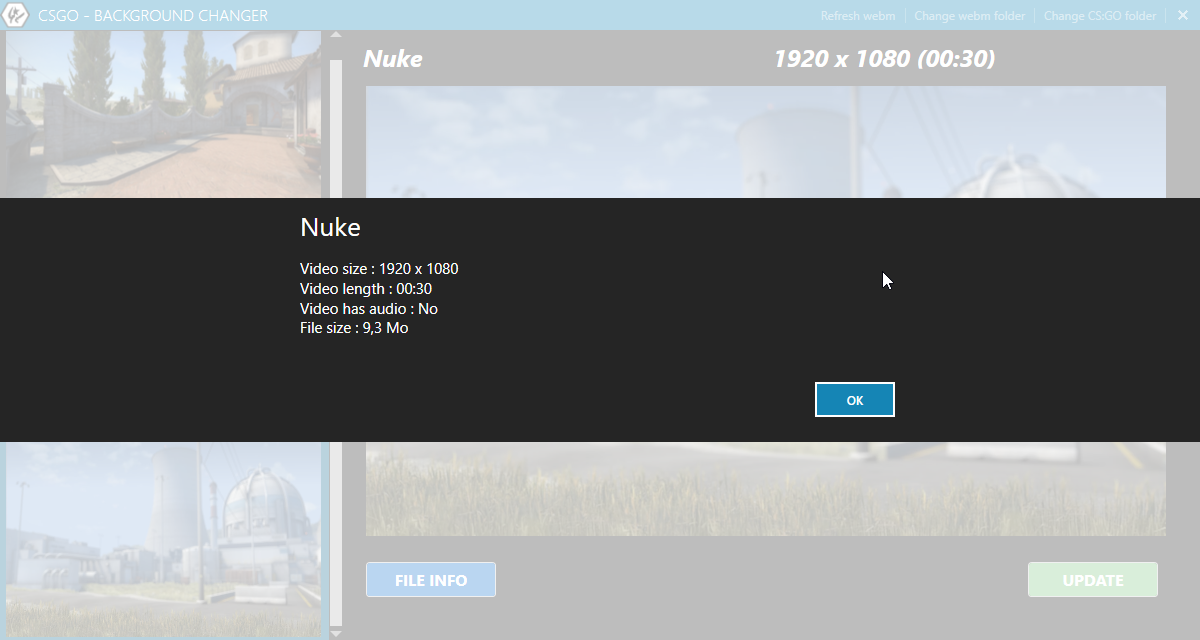 CSGO - BACKGROUND CHANGER
Refresh webm
Change webm folder
Change CS:GO folder
Nuke
1920 x 1080 (00:30)
Nuke
Video size : 1920 x 1080
Video length : 00:30
Video has audio : No
File size : 9,3 Mo
OK
FILE INFO
UPDATE